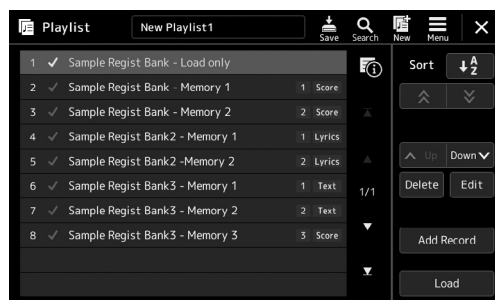 Playlist New Playlist1 Save Search New Menu
1 Sample Regist Bank - Load only
2 Sample Regist Bank - Memory 1 1 Score
3 Sample Regist Bank - Memory 2 2 Score
4 Sample Regist Bank2 - Memory 1 1 Lyrics
5 Sample Regist Bank2 -Memory 2 2 Lyrics
6 Sample Regist Bank3 - Memory 1 1 Text
7 Sample Regist Bank3 - Memory 2 2 Text
8 Sample Regist Bank3 - Memory 3 3 Score
1/1
Sort A Z
Up Down
Delete Edit
Add Record
Load